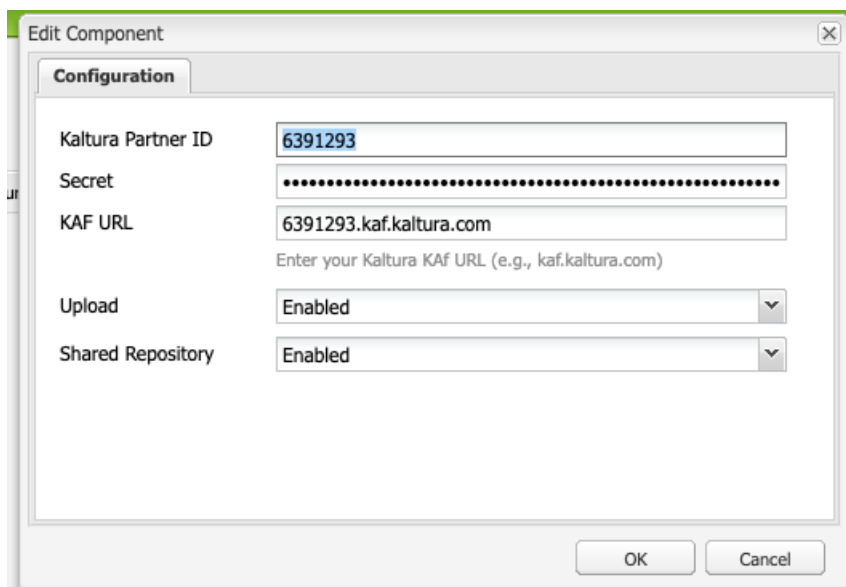 Edit Component
Configuration
Kaltura Partner ID 6391293
Secret ••••••••••••••••••••••••••••••••••••••••••••••••••••••••
KAF URL 6391293.kaf.kaltura.com
Enter your Kaltura KAf URL (e.g., kaf.kaltura.com)
Upload Enabled
Shared Repository Enabled
OK Cancel